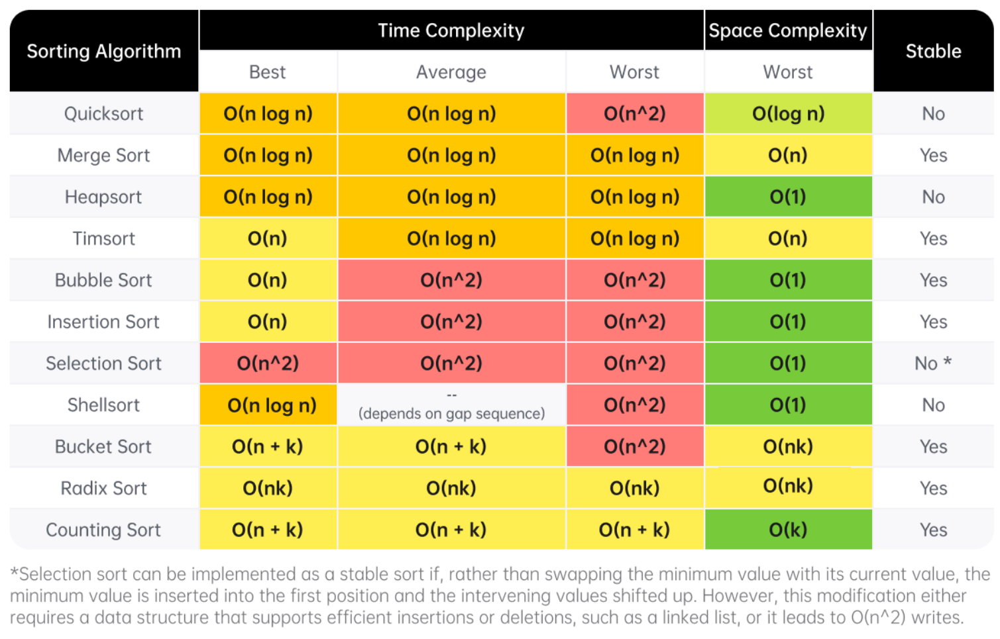 Sorting Algorithm Time Complexity Space Complexity Stable
Best Average Worst Worst
Quicksort O(n log n) O(n log n) O(n^2) O(log n) No
Merge Sort O(n log n) O(n log n) O(n log n) O(n) Yes
Heapsort O(n log n) O(n log n) O(n log n) O(1) No
Timsort O(n) O(n log n) O(n log n) O(n) Yes
Bubble Sort O(n) O(n^2) O(n^2) O(1) Yes
Insertion Sort O(n) O(n^2) O(n^2) O(1) Yes
Selection Sort O(n^2) O(n^2) O(n^2) O(1) No *
Shellsort O(n log n) -- (depends on gap sequence) O(n^2) O(1) No
Bucket Sort O(n + k) O(n + k) O(n^2) O(nk) Yes
Radix Sort O(nk) O(nk) O(nk) O(nk) Yes
Counting Sort O(n + k) O(n + k) O(n + k) O(k) Yes
*Selection sort can be implemented as a stable sort if, rather than swapping the minimum value with its current value, the
minimum value is inserted into the first position and the intervening values shifted up. However, this modification either
requires a data structure that supports efficient insertions or deletions, such as a linked list, or it leads to O(n^2) writes.